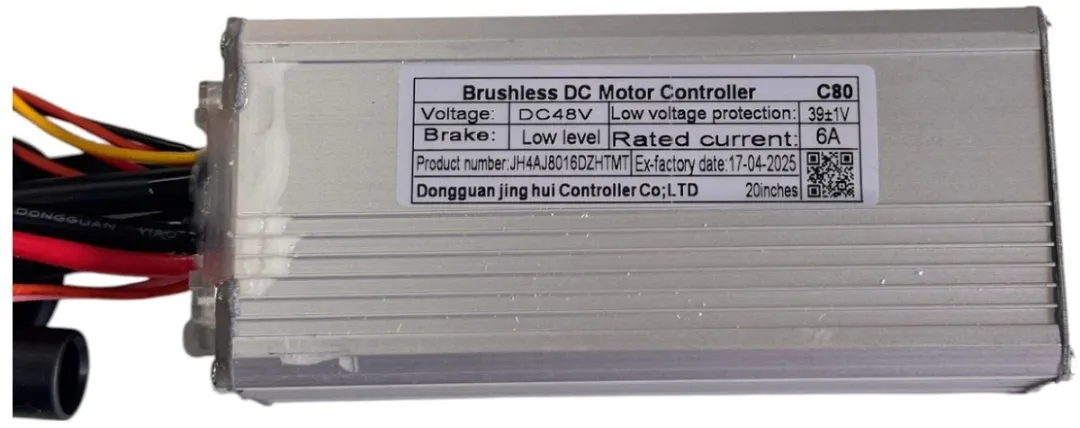 Brushless DC Motor Controller C80
Voltage: DC48V Low voltage protection: 39±1V
Brake: Low level Rated current: 6A
Product number:JH4AJ8016DZHTMT Ex-factory date:17-04-2025
Dongguan jing hui Controller Co;LTD 20inches
DONGGUAN YIAO